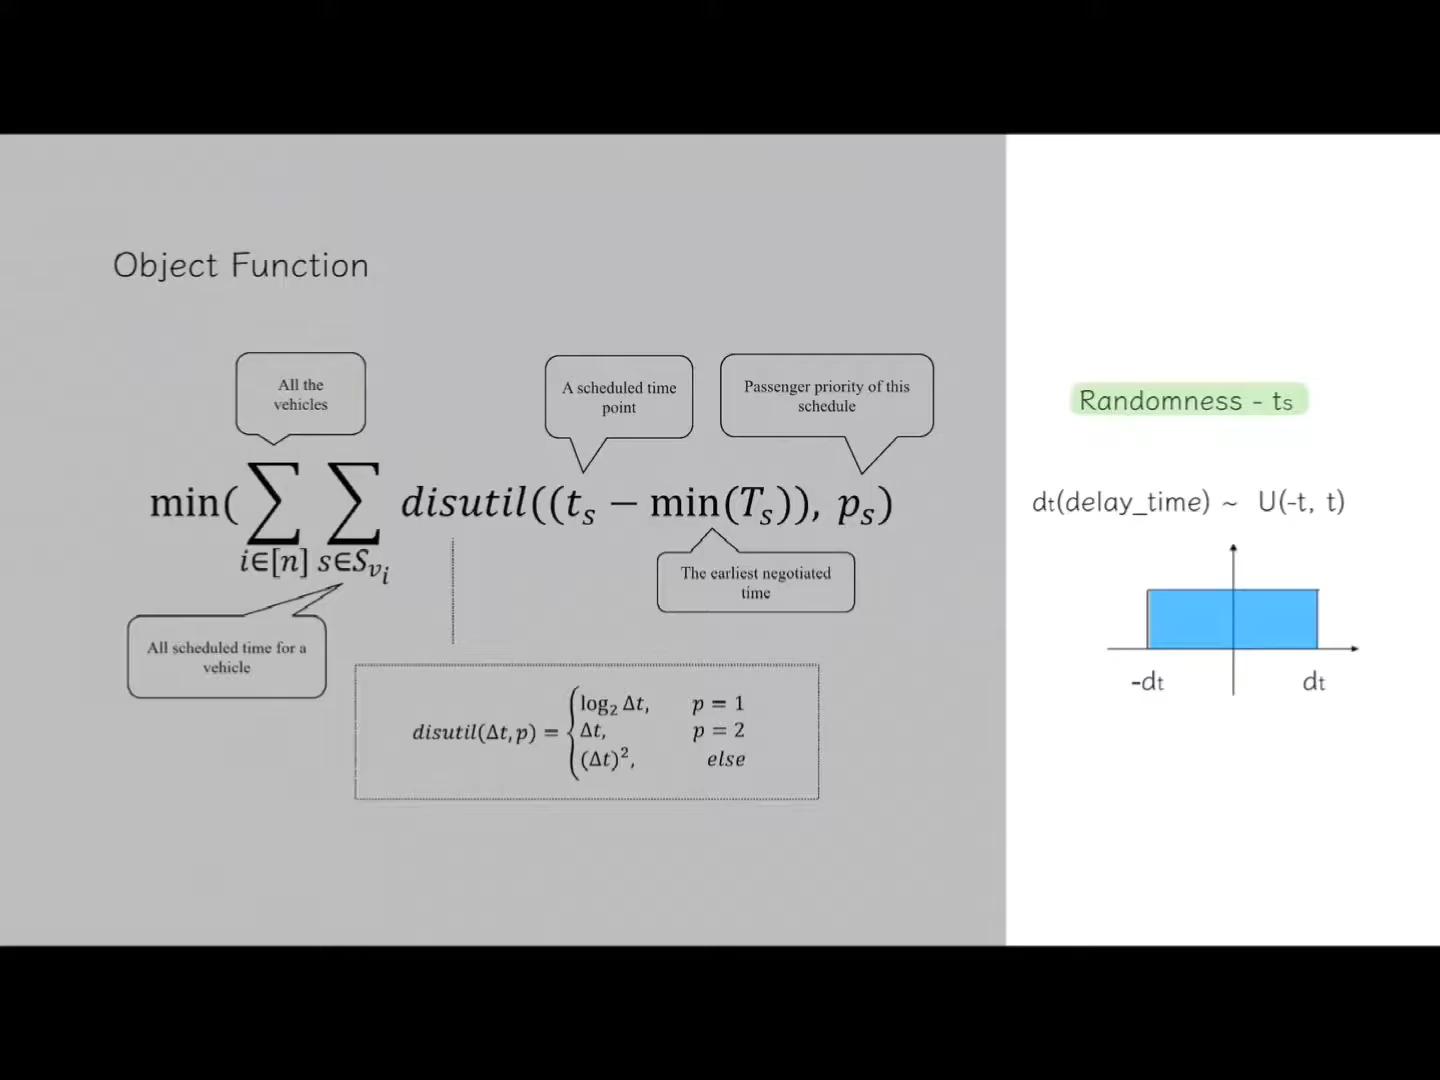 Object Function
All the
vehicles
A scheduled time
point
Passenger priority of this
schedule
min(∑∑ disutil((tₛ − min(Tₛ)), pₛ)
i∈[n] s∈Sᵥᵢ
The earliest negotiated
time
All scheduled time for a
vehicle
disutil(Δt,p) = {log₂ Δt, p = 1
Δt, p = 2
(Δt)², else
Randomness - ts
dt(delay_time) ~ U(-t, t)
-dt dt